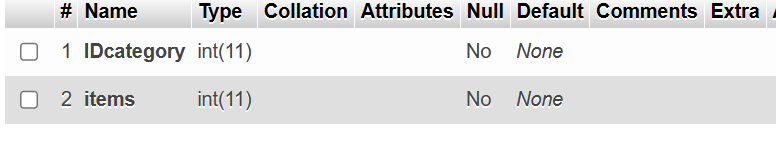 # Name Type Collation Attributes Null Default Comments Extra
1 IDcategory int(11) No None
2 items int(11) No None